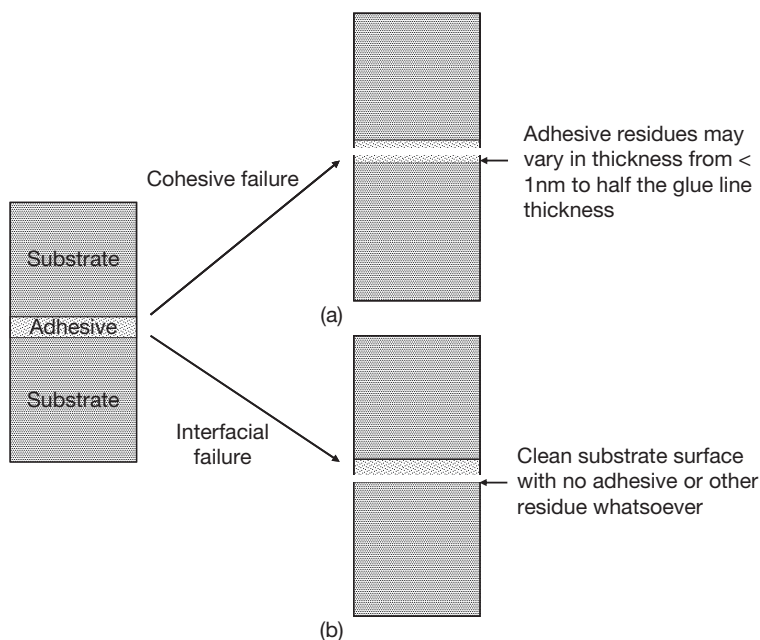 Substrate
Adhesive
Substrate
Cohesive failure
Adhesive residues may
vary in thickness from <
1nm to half the glue line
thickness
(a)
Interfacial
failure
Clean substrate surface
with no adhesive or other
residue whatsoever
(b)